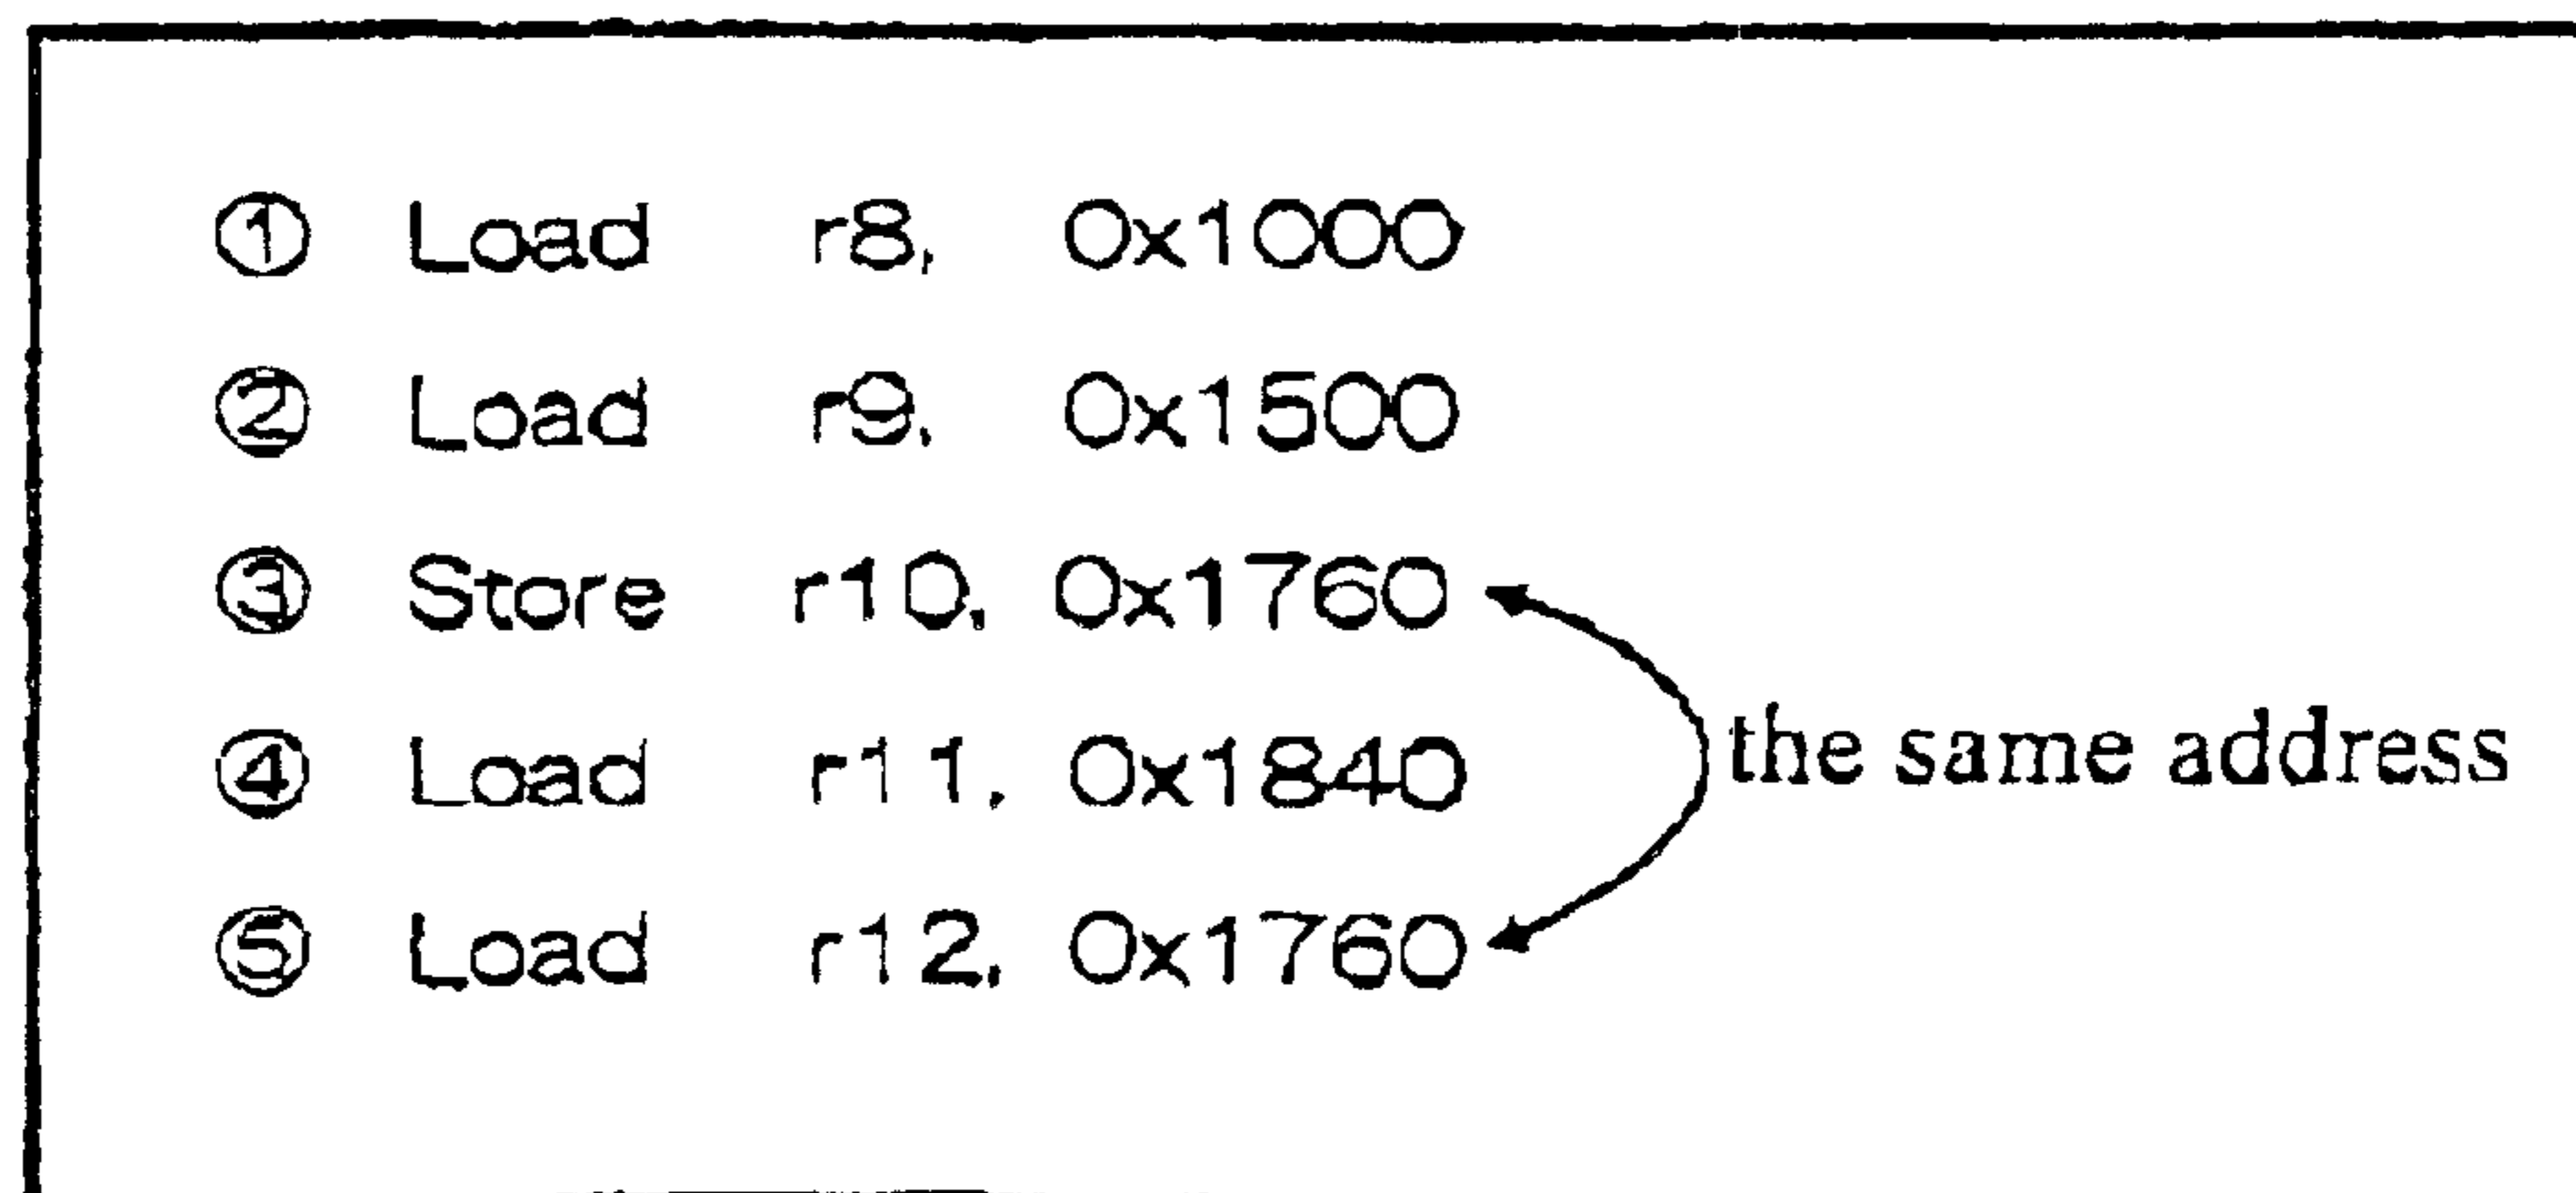 ① Load r8, 0x1000
② Load r9, 0x1500
③ Store r10, 0x1760
④ Load r11, 0x1840
the same address
⑤ Load r12, 0x1760